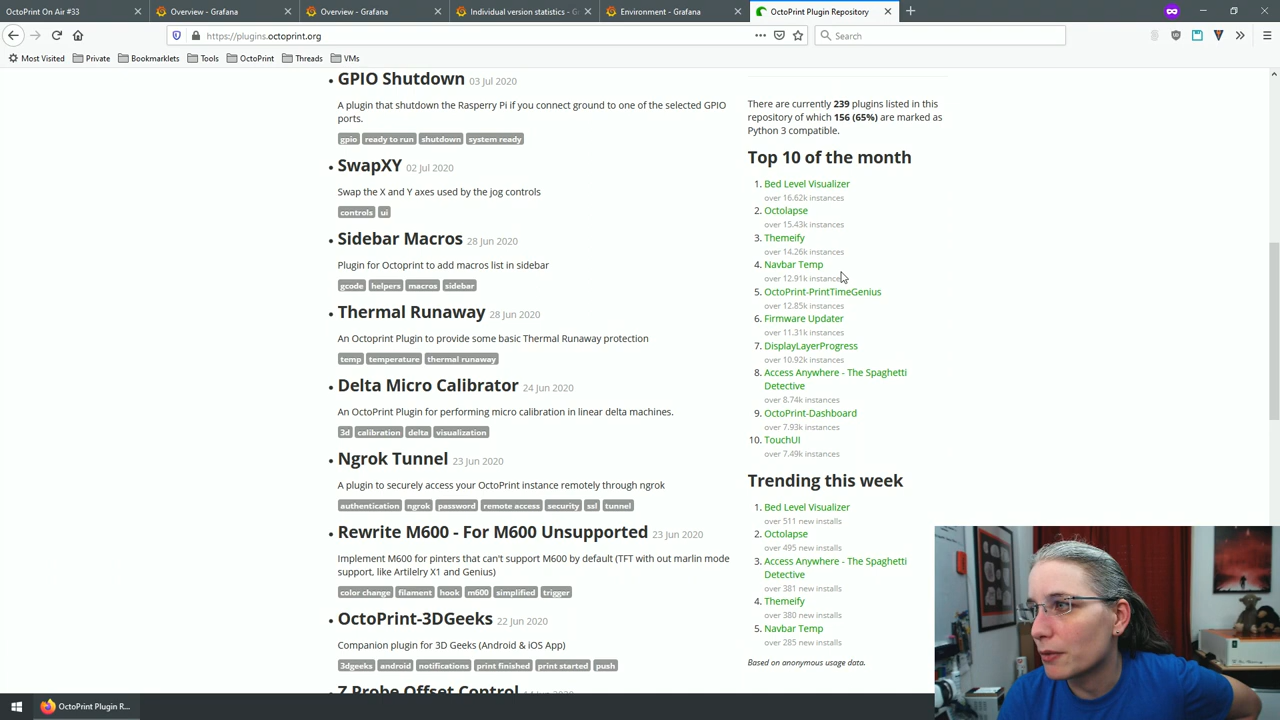 OctoPrint On Air #33
Overview - Grafana
Overview - Grafana
Individual version statistics - G
Environment - Grafana
OctoPrint Plugin Repository
https://plugins.octoprint.org
Search
Most Visited
Private
Bookmarklets
Tools
OctoPrint
Threads
VMs
GPIO Shutdown 03 Jul 2020
A plugin that shutdown the Rasperry Pi if you connect ground to one of the selected GPIO
ports.
gpio ready to run shutdown system ready
SwapXY 02 Jul 2020
Swap the X and Y axes used by the jog controls
controls ui
Sidebar Macros 28 Jun 2020
Plugin for Octoprint to add macros list in sidebar
gcode helpers macros sidebar
Thermal Runaway 28 Jun 2020
An Octoprint Plugin to provide some basic Thermal Runaway protection
temp temperature thermal runaway
Delta Micro Calibrator 24 Jun 2020
An OctoPrint Plugin for performing micro calibration in linear delta machines.
3d calibration delta visualization
Ngrok Tunnel 23 Jun 2020
A plugin to securely access your OctoPrint instance remotely through ngrok
authentication ngrok password remote access security ssl tunnel
Rewrite M600 - For M600 Unsupported 23 Jun 2020
Implement M600 for pinters that can't support M600 by default (TFT with out marlin mode
support, like Artilelry X1 and Genius)
color change filament hook m600 simplified trigger
OctoPrint-3DGeeks 22 Jun 2020
Companion plugin for 3D Geeks (Android & iOS App)
3dgeeks android notifications print finished print started push
Z Probe Offset Control
There are currently 239 plugins listed in this
repository of which 156 (65%) are marked as
Python 3 compatible.
Top 10 of the month
1. Bed Level Visualizer
over 16.62k instances
2. Octolapse
over 15.43k instances
3. Themeify
over 14.26k instances
4. Navbar Temp
over 12.91k instances
5. OctoPrint-PrintTimeGenius
over 12.85k instances
6. Firmware Updater
over 11.31k instances
7. DisplayLayerProgress
over 10.92k instances
8. Access Anywhere - The Spaghetti
Detective
over 8.74k instances
9. OctoPrint-Dashboard
over 7.93k instances
10. TouchUI
over 7.49k instances
Trending this week
1. Bed Level Visualizer
over 511 new installs
2. Octolapse
over 495 new installs
3. Access Anywhere - The Spaghetti
Detective
over 381 new installs
4. Themeify
over 380 new installs
5. Navbar Temp
over 285 new installs
Based on anonymous usage data.
OctoPrint Plugin R...